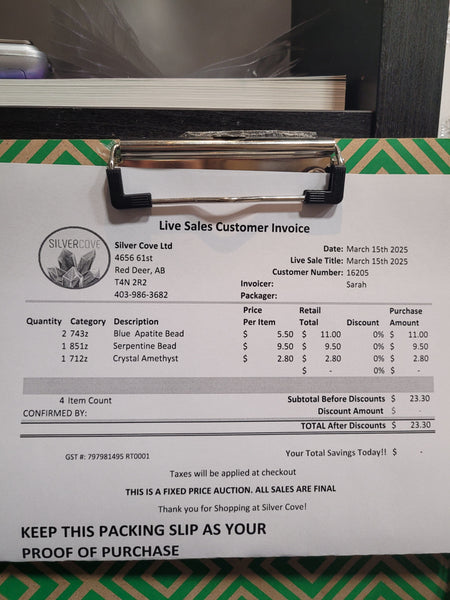 Live Sales Customer Invoice
SILVERCOVE
Silver Cove Ltd
4656 61st
Red Deer, AB
T4N 2R2
403-986-3682
Date: March 15th 2025
Live Sale Title: March 15th 2025
Customer Number: 16205
Invoicer: Sarah
Packager:
Quantity Category Description Price Per Item Retail Total Discount Purchase Amount
2 743z Blue Apatite Bead $ 5.50 $ 11.00 0% $ 11.00
1 851z Serpentine Bead $ 9.50 $ 9.50 0% $ 9.50
1 712z Crystal Amethyst $ 2.80 $ 2.80 0% $ 2.80
$ - 0% $ -
4 Item Count Subtotal Before Discounts $ 23.30
CONFIRMED BY: Discount Amount $ -
TOTAL After Discounts $ 23.30
GST #: 797981495 RT0001 Your Total Savings Today!! $ -
Taxes will be applied at checkout
THIS IS A FIXED PRICE AUCTION. ALL SALES ARE FINAL
Thank you for Shopping at Silver Cove!
KEEP THIS PACKING SLIP AS YOUR
PROOF OF PURCHASE